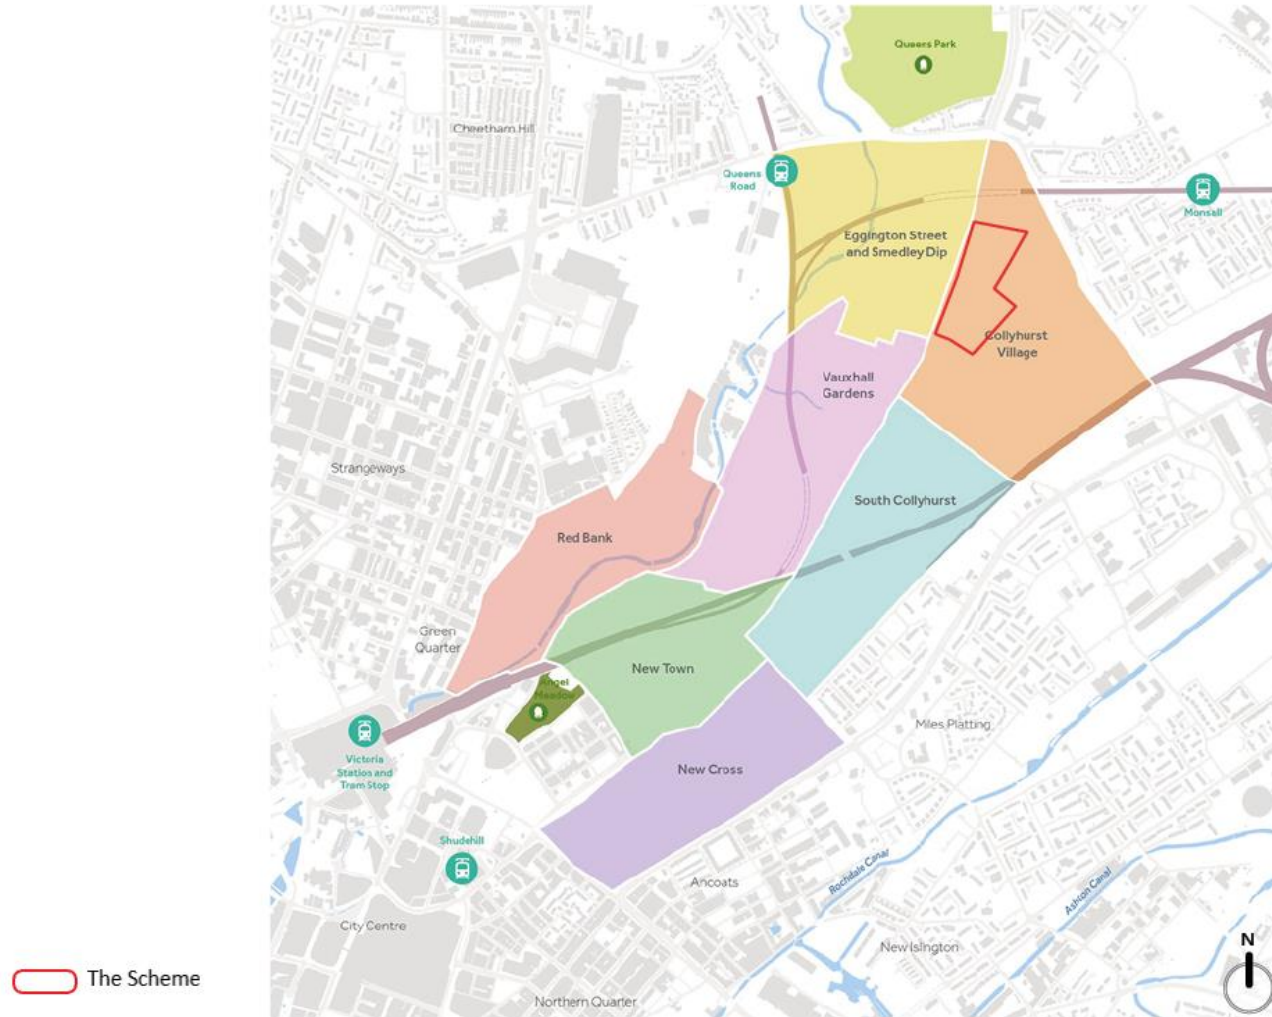 Queens Park
Cheetham Hill
Queens
Road
Monsall
Eggington Street
and Smedley Dip
Collyhurst
Village
Vauxhall
Gardens
Strangeways
South Collyhurst
Red Bank
Green
Quarter
New Town
Angel
Meadow
Miles Platting
Victoria
Station and
Tram Stop
New Cross
Shudehill
Ancoats
Rochdale Canal
Ashton Canal
City Centre
New Islington
N
The Scheme
Northern Quarter